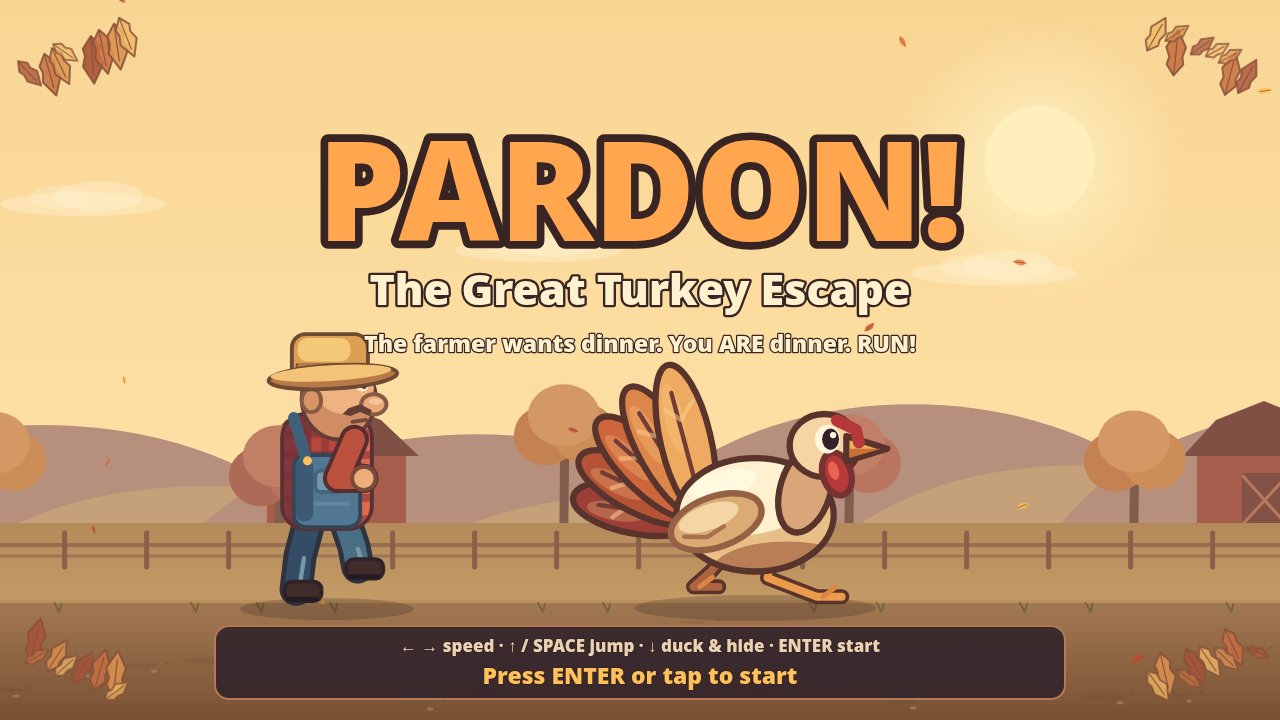 PARDON!
The Great Turkey Escape
The farmer wants dinner. You ARE dinner. RUN!
← → speed · ↑ / SPACE jump · ↓ duck & hide · ENTER start
Press ENTER or tap to start